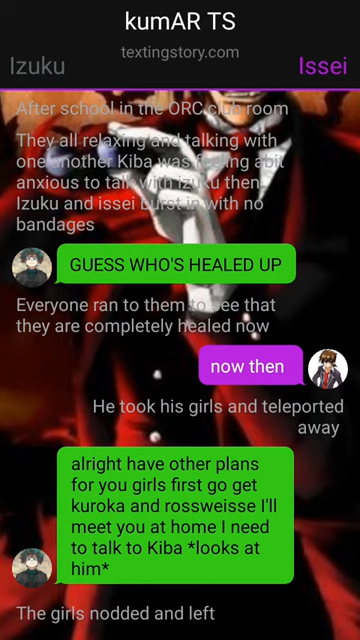 kumAR TS
textingstory.com
Izuku
Issei
After school in the ORC club room
They all relaxing and talking with
one another Kiba was feeling abit
anxious to talk with izuku then
Izuku and issei burst in with no
bandages
GUESS WHO'S HEALED UP
Everyone ran to them to see that
they are completely healed now
now then
He took his girls and teleported
away
alright have other plans
for you girls first go get
kuroka and rossweisse I'll
meet you at home I need
to talk to Kiba *looks at
him*
The girls nodded and left